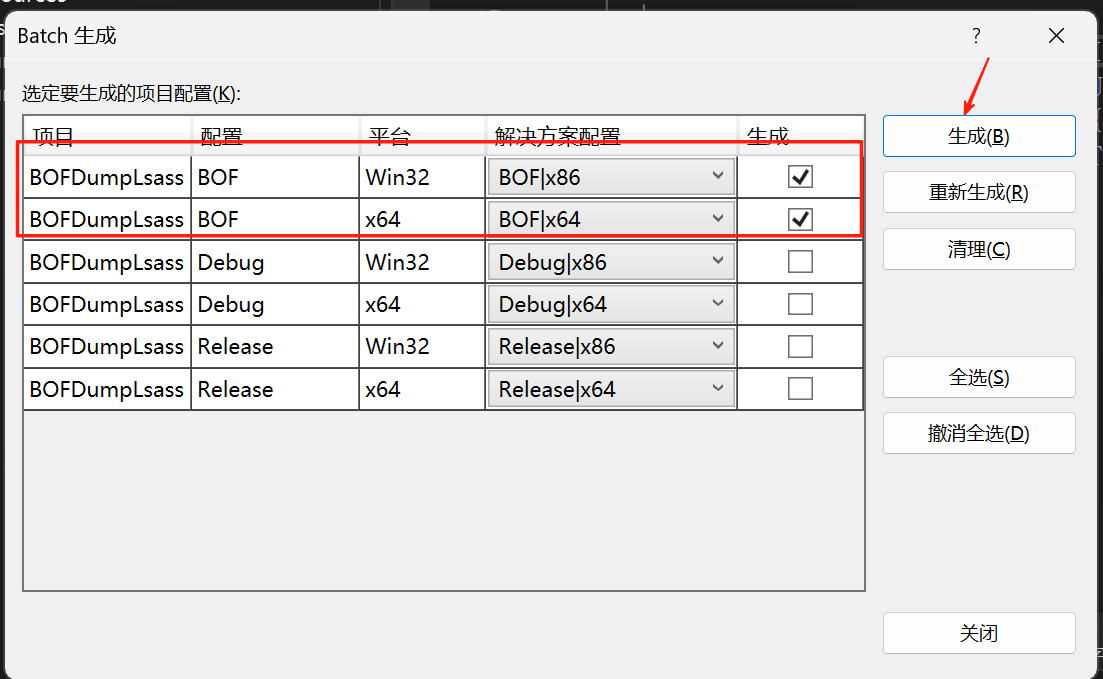 Batch 生成
选定要生成的项目配置(K):
项目 配置 平台 解决方案配置 生成
BOFDumpLsass BOF Win32 BOF|x86
BOFDumpLsass BOF x64 BOF|x64
BOFDumpLsass Debug Win32 Debug|x86
BOFDumpLsass Debug x64 Debug|x64
BOFDumpLsass Release Win32 Release|x86
BOFDumpLsass Release x64 Release|x64
生成(B)
重新生成(R)
清理(C)
全选(S)
撤消全选(D)
关闭